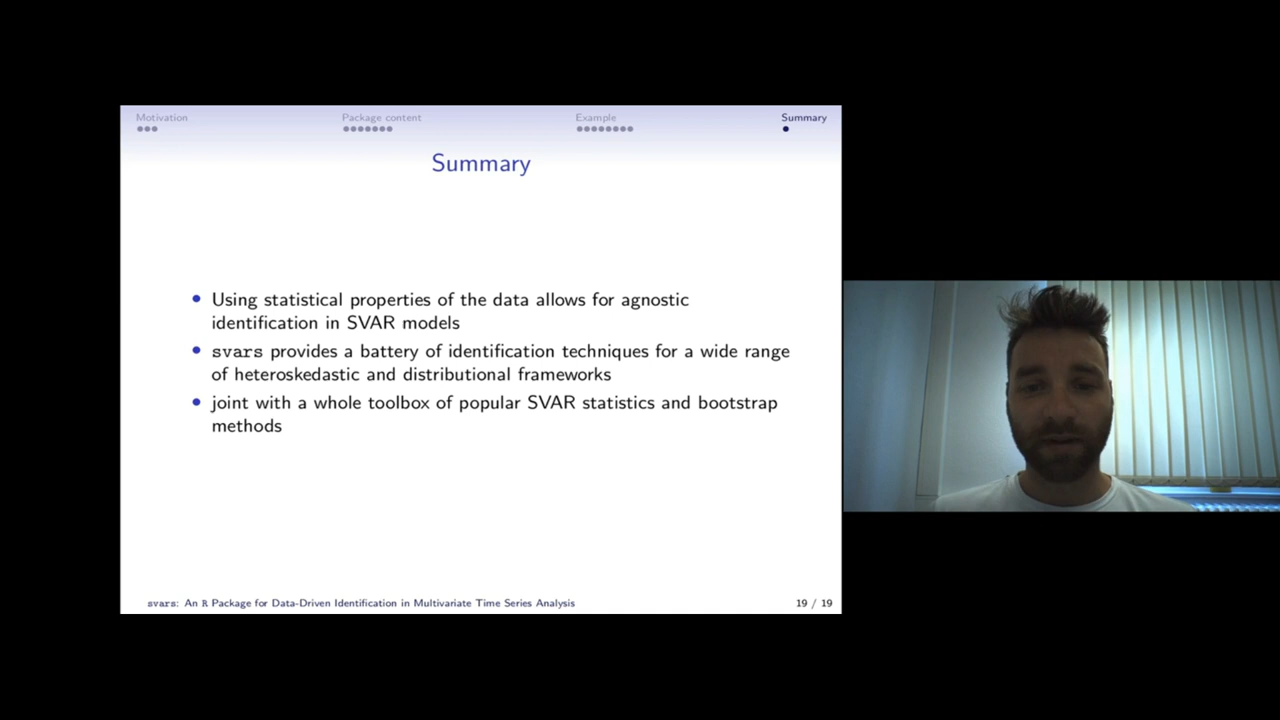 Motivation Package content Example Summary
Summary
• Using statistical properties of the data allows for agnostic
identification in SVAR models
• svars provides a battery of identification techniques for a wide range
of heteroskedastic and distributional frameworks
• joint with a whole toolbox of popular SVAR statistics and bootstrap
methods
svars: An R Package for Data-Driven Identification in Multivariate Time Series Analysis 19 / 19